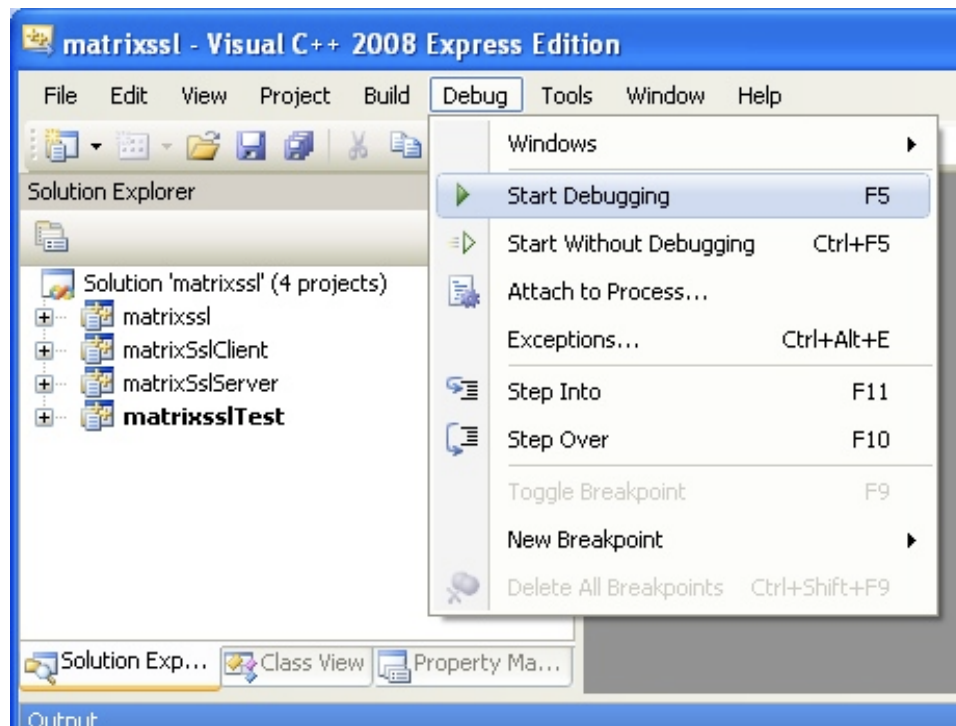 matrixssl - Visual C++ 2008 Express Edition
File Edit View Project Build Debug Tools Window Help
Solution Explorer
Solution 'matrixssl' (4 projects)
matrixssl
matrixSslClient
matrixSslServer
matrixsslTest
Windows
Start Debugging F5
Start Without Debugging Ctrl+F5
Attach to Process...
Exceptions... Ctrl+Alt+E
Step Into F11
Step Over F10
Toggle Breakpoint F9
New Breakpoint
Delete All Breakpoints Ctrl+Shift+F9
Solution Exp... Class View Property Ma...
Output